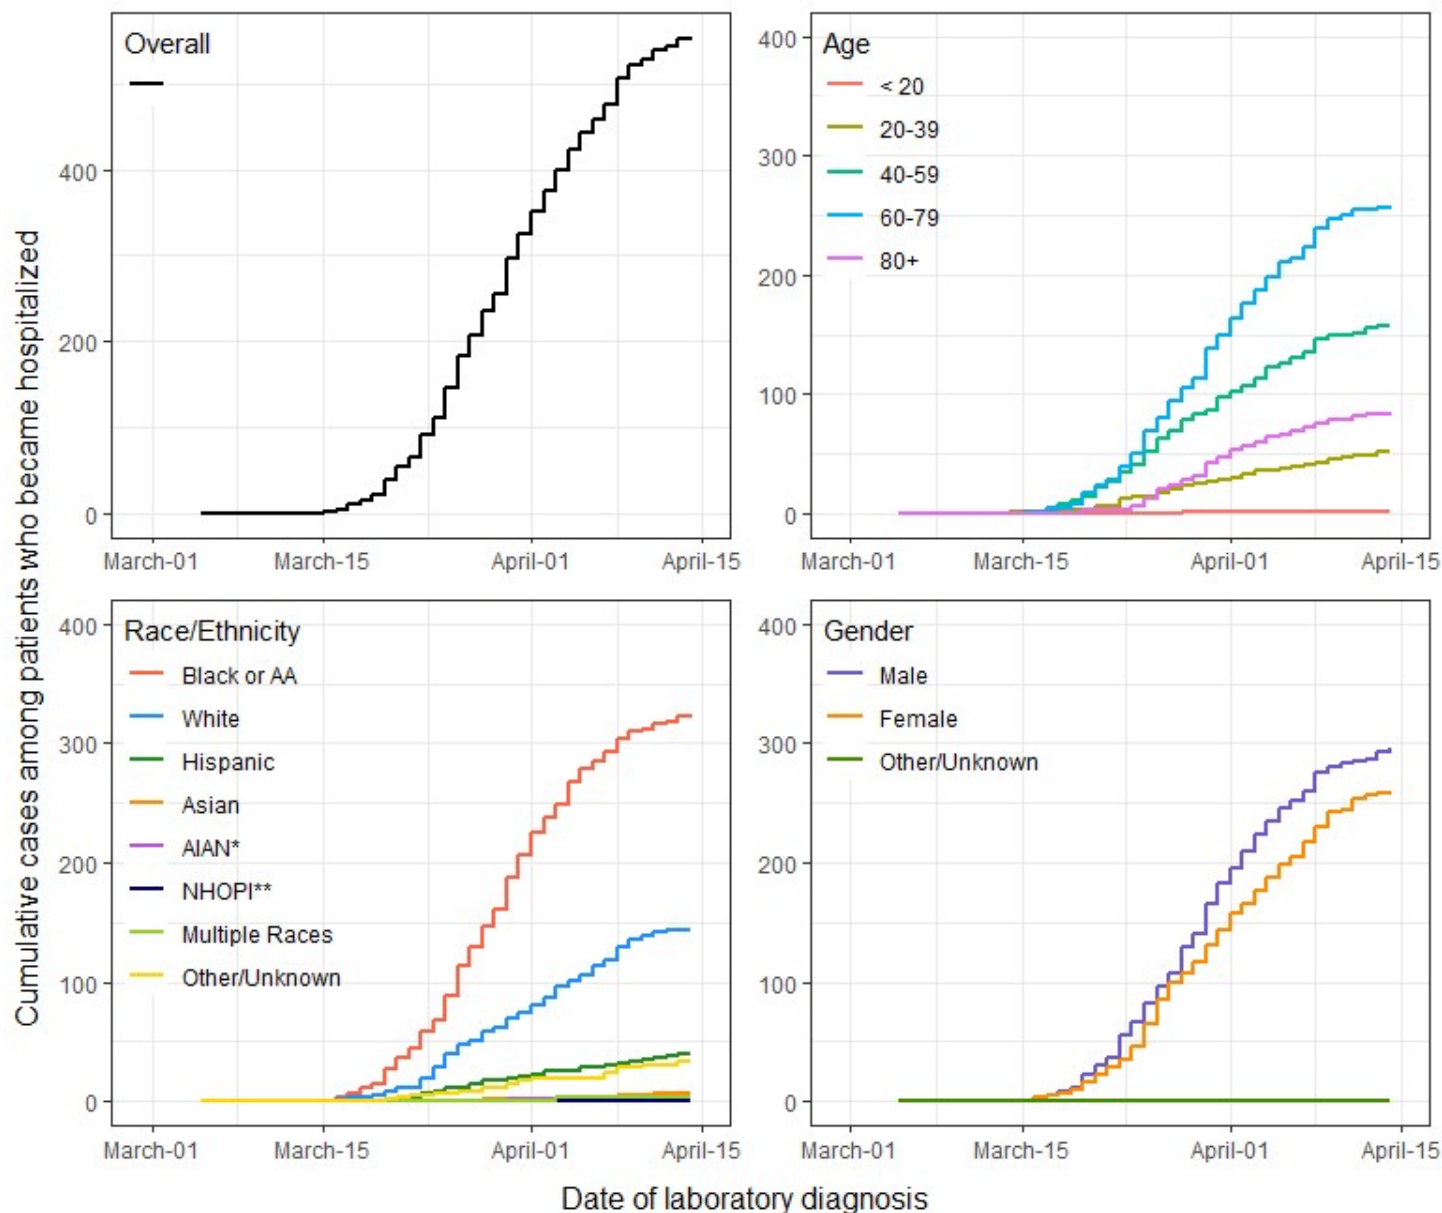 Cumulative cases among patients who became hospitalized
Overall
400
200
0
March-01 March-15 April-01 April-15
Age
< 20
20-39
40-59
60-79
80+
400
300
200
100
0
March-01 March-15 April-01 April-15
Race/Ethnicity
Black or AA
White
Hispanic
Asian
AIAN*
NHOPI**
Multiple Races
Other/Unknown
400
300
200
100
0
March-01 March-15 April-01 April-15
Gender
Male
Female
Other/Unknown
400
300
200
100
0
March-01 March-15 April-01 April-15
Date of laboratory diagnosis